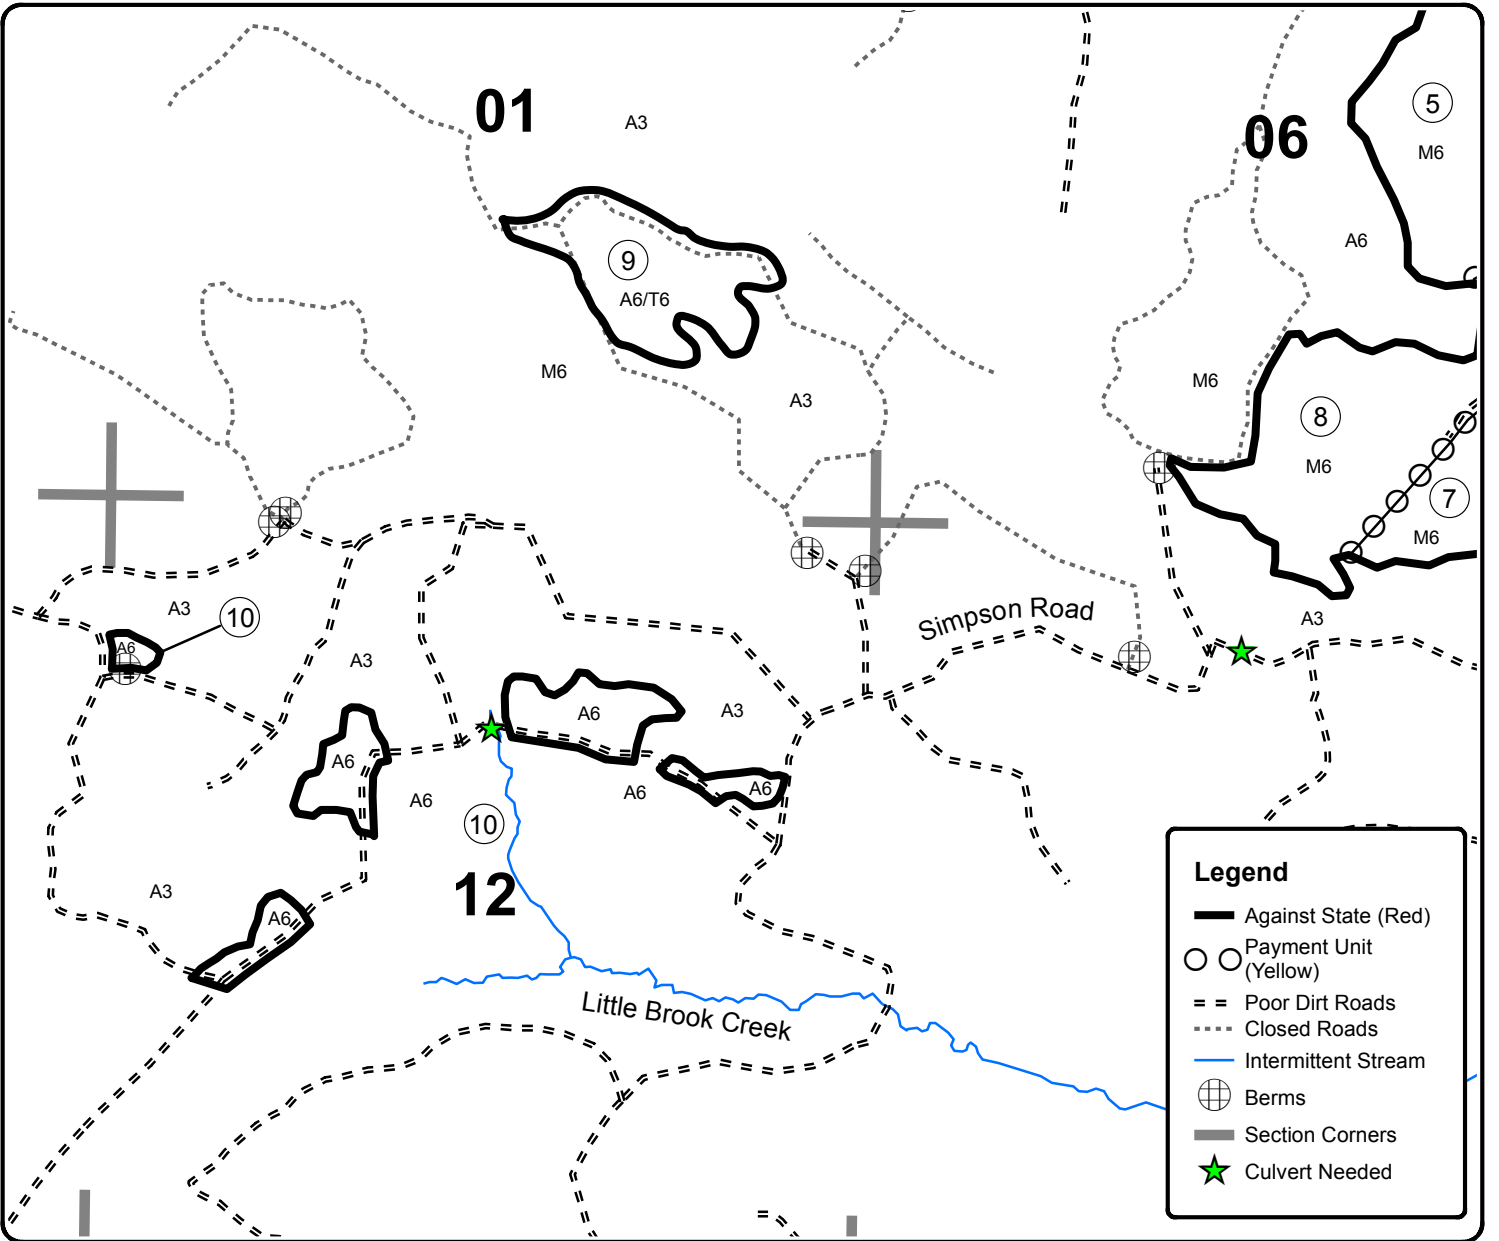 01
A3
06
5
M6
A6
9
A6/T6
M6
A3
M6
8
M6
7
M6
A3
10
A6
A3
Simpson Road
A3
A6
A3
A6
A6
A6
A6
A6
10
12
A3
A6
Little Brook Creek
Legend
Against State (Red)
Payment Unit
(Yellow)
Poor Dirt Roads
Closed Roads
Intermittent Stream
Berms
Section Corners
Culvert Needed